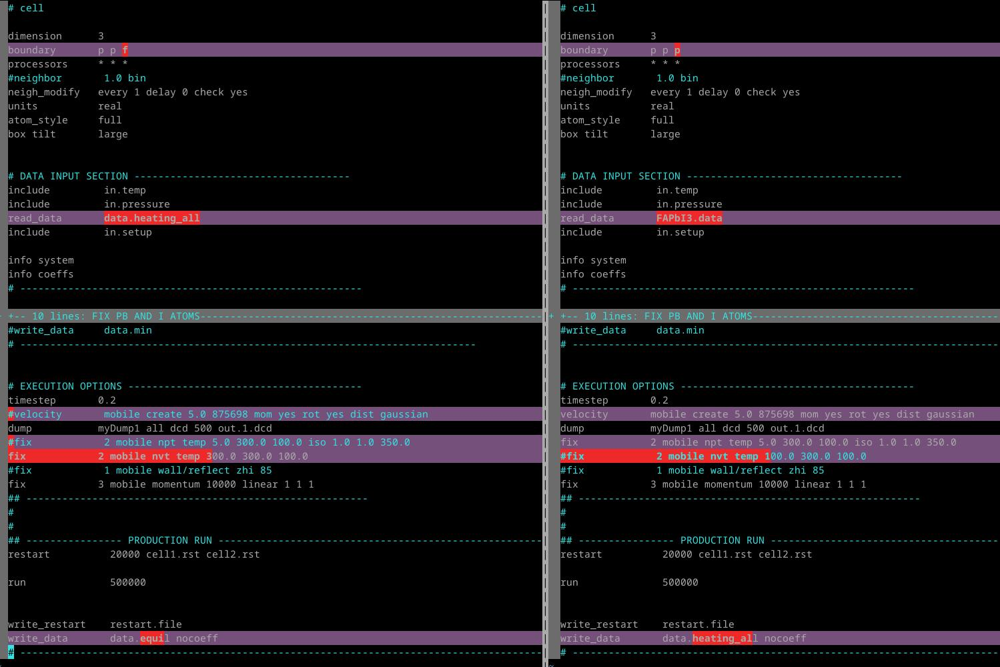 # cell
dimension      3
boundary       p p f
processors     * * *
#neighbor       1.0 bin
neigh_modify   every 1 delay 0 check yes
units          real
atom_style     full
box tilt       large
# DATA INPUT SECTION ------------------------------------
include         in.temp
include         in.pressure
read_data       data.heating_all
include         in.setup
info system
info coeffs
# ---------------------------------------------------------
+-- 10 lines: FIX PB AND I ATOMS---------------------------------------------------------
#write_data     data.min
# ----------------------------------------------------------------------------
# EXECUTION OPTIONS ---------------------------------------
timestep       0.2
#velocity       mobile create 5.0 875698 mom yes rot yes dist gaussian
dump           myDump1 all dcd 500 out.1.dcd
#fix            2 mobile npt temp 5.0 300.0 100.0 iso 1.0 1.0 350.0
fix            2 mobile nvt temp 300.0 300.0 100.0
#fix            1 mobile wall/reflect zhi 85
fix            3 mobile momentum 10000 linear 1 1 1
## ---------------------------------------------------------
#
#
## ---------------- PRODUCTION RUN ------------------------------------------------------
restart          20000 cell1.rst cell2.rst
run              500000
write_restart    restart.file
write_data       data.equil nocoeff
# ---------------------------------------------------------------------------------------
# cell
dimension      3
boundary       p p p
processors     * * *
#neighbor       1.0 bin
neigh_modify   every 1 delay 0 check yes
units          real
atom_style     full
box tilt       large
# DATA INPUT SECTION ------------------------------------
include         in.temp
include         in.pressure
read_data       FAPbI3.data
include         in.setup
info system
info coeffs
# ---------------------------------------------------------
+ +-- 10 lines: FIX PB AND I ATOMS-----------------------------------------
#write_data     data.min
# -----------------------------------------------------------------------
# EXECUTION OPTIONS ---------------------------------------
timestep       0.2
velocity       mobile create 5.0 875698 mom yes rot yes dist gaussian
dump           myDump1 all dcd 500 out.1.dcd
fix            2 mobile npt temp 5.0 300.0 100.0 iso 1.0 1.0 350.0
#fix            2 mobile nvt temp 100.0 300.0 100.0
#fix            1 mobile wall/reflect zhi 85
fix            3 mobile momentum 10000 linear 1 1 1
## ---------------------------------------------------------
#
#
## ---------------- PRODUCTION RUN --------------------------------------
restart          20000 cell1.rst cell2.rst
run              500000
write_restart    restart.file
write_data       data.heating_all nocoeff
# -----------------------------------------------------------------------